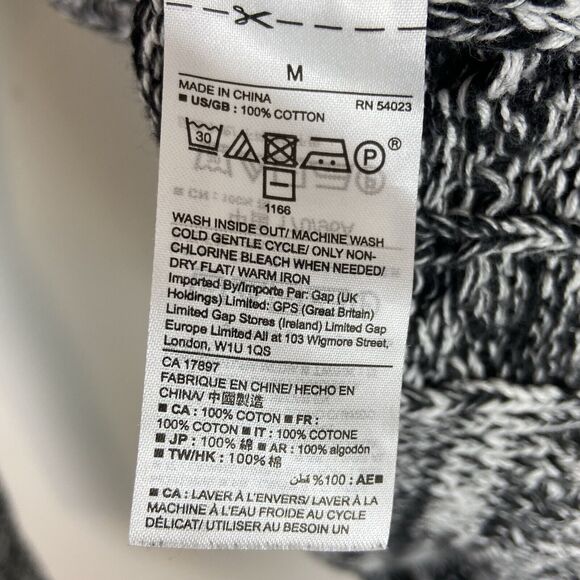 M
MADE IN CHINA RN 54023
■ US/GB : 100% COTTON
30 P ®
1166
WASH INSIDE OUT/ MACHINE WASH
COLD GENTLE CYCLE/ ONLY NON-
CHLORINE BLEACH WHEN NEEDED/
DRY FLAT/ WARM IRON
Imported By/Importe Par: Gap (UK
Holdings) Limited: GPS (Great Britain)
Limited Gap Stores (Ireland) Limited Gap
Europe Limited All at 103 Wigmore Street,
London, W1U 1QS
CA 17897
FABRIQUE EN CHINE/ HECHO EN
CHINA/ 中國製造
■ CA : 100% COTON ■ FR :
100% COTON ■ IT : 100% COTONE
■ JP : 100% 綿 ■ AR : 100% algodón
■ TW/HK : 100% 棉
■ AE : 100% قطن
■ CA : LAVER À L'ENVERS/ LAVER À LA
MACHINE À L'EAU FROIDE AU CYCLE
DÉLICAT/ UTILISER AU BESOIN UN